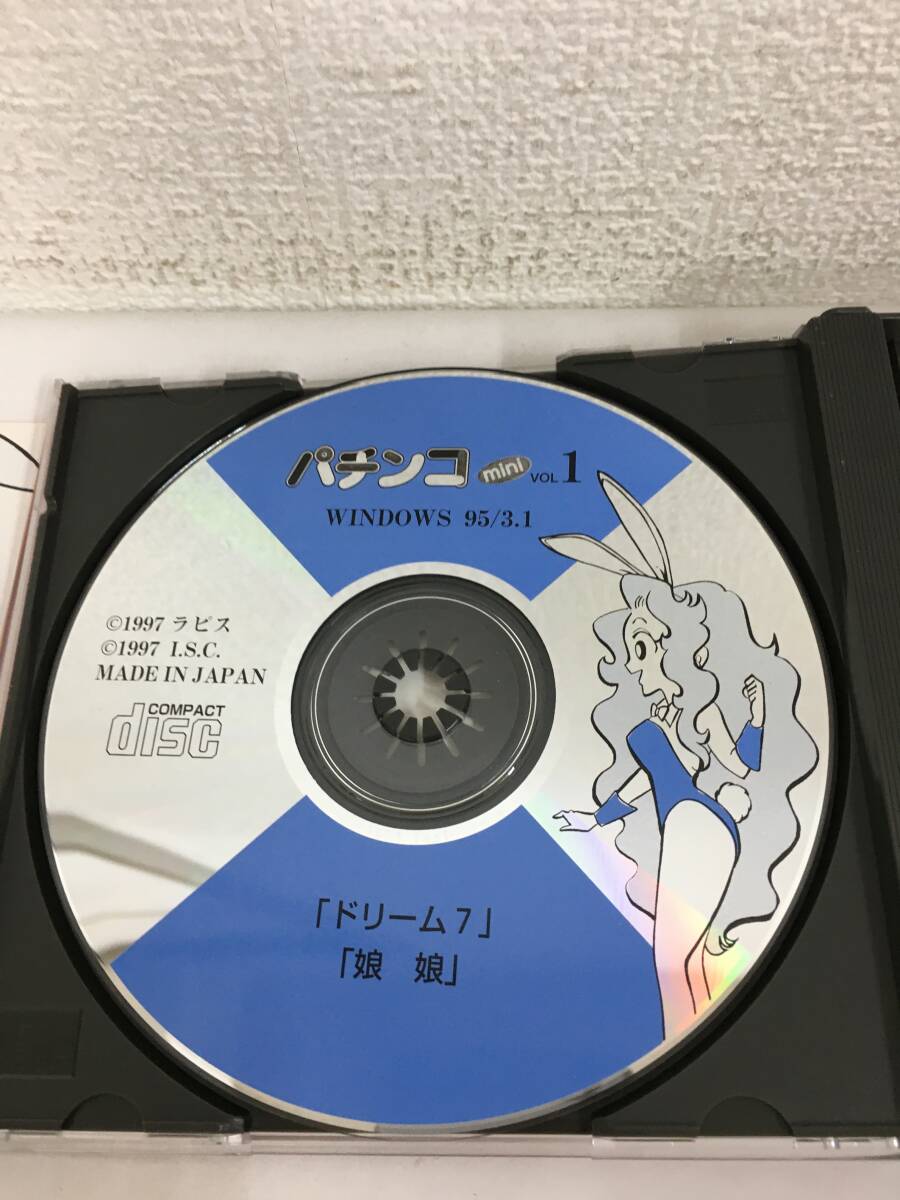 パチンコ mini VOL 1
WINDOWS 95/3.1
©1997 ラピス
©1997 I.S.C.
MADE IN JAPAN
COMPACT
disc
「ドリーム7」
「娘 娘」